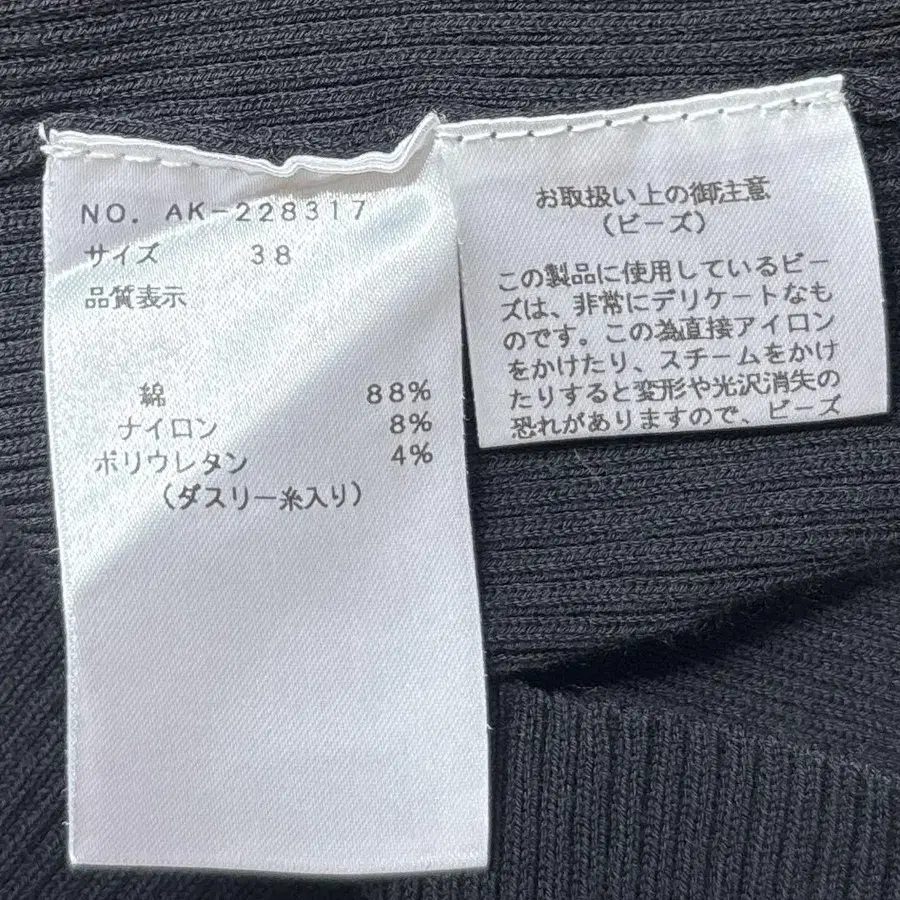 NO. AK-228317
サイズ 38
品質表示
綿 88%
ナイロン 8%
ポリウレタン 4%
(ダスリー糸入り)
お取扱い上の御注意
(ビーズ)
この製品に使用しているビー
ズは、非常にデリケートなも
のです。この為直接アイロン
をかけたり、スチームをかけ
たりすると変形や光沢消失の
恐れがありますので、ビーズ